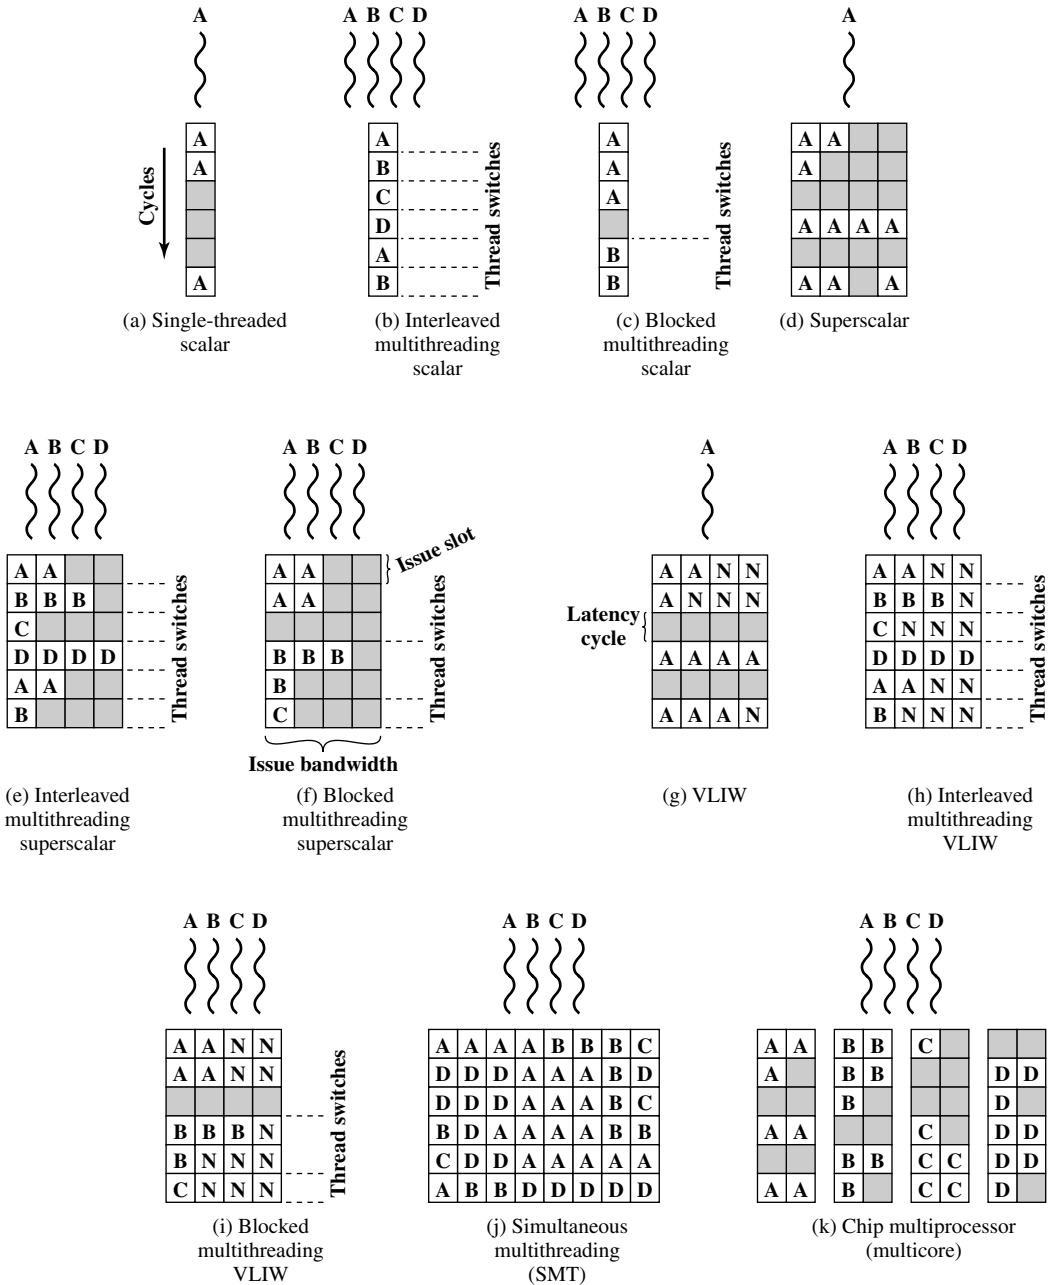 A
A B C D
A B C D
A
Cycles
A
A
A
A
B
C
D
A
B
Thread switches
A
A
A
B
B
Thread switches
A A
A
A A A A
A A A
(a) Single-threaded
scalar
(b) Interleaved
multithreading
scalar
(c) Blocked
multithreading
scalar
(d) Superscalar
A B C D
A B C D
A
A B C D
A A
B B B
C
D D D D
A A
B
Thread switches
A A
A A
B B B
B
C
Issue slot
Thread switches
Issue bandwidth
Latency
cycle
A A N N
A N N N
A A A A
A A A N
A A N N
B B B N
C N N N
D D D D
A A N N
B N N N
Thread switches
(e) Interleaved
multithreading
superscalar
(f) Blocked
multithreading
superscalar
(g) VLIW
(h) Interleaved
multithreading
VLIW
A B C D
A B C D
A B C D
A A N N
A A N N
B B B N
B N N N
C N N N
Thread switches
A A A A B B B C
D D D A A A B D
D D D A A A B C
B D A A A A B B
C D D A A A A A
A B B D D D D D
A A
A
A A
A A
B B
B B
B
B B
B
C
C
C C
C C
D D
D
D D
D D
D
(i) Blocked
multithreading
VLIW
(j) Simultaneous
multithreading
(SMT)
(k) Chip multiprocessor
(multicore)